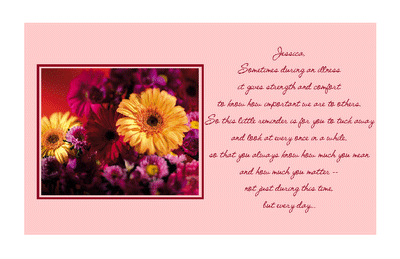 Jessica,
Sometimes during an illness
it gives strength and comfort
to know how important we are to others.
So this little reminder is for you to tuck away
and look at every once in a while,
so that you always know how much you mean
and how much you matter --
not just during this time,
but every day...